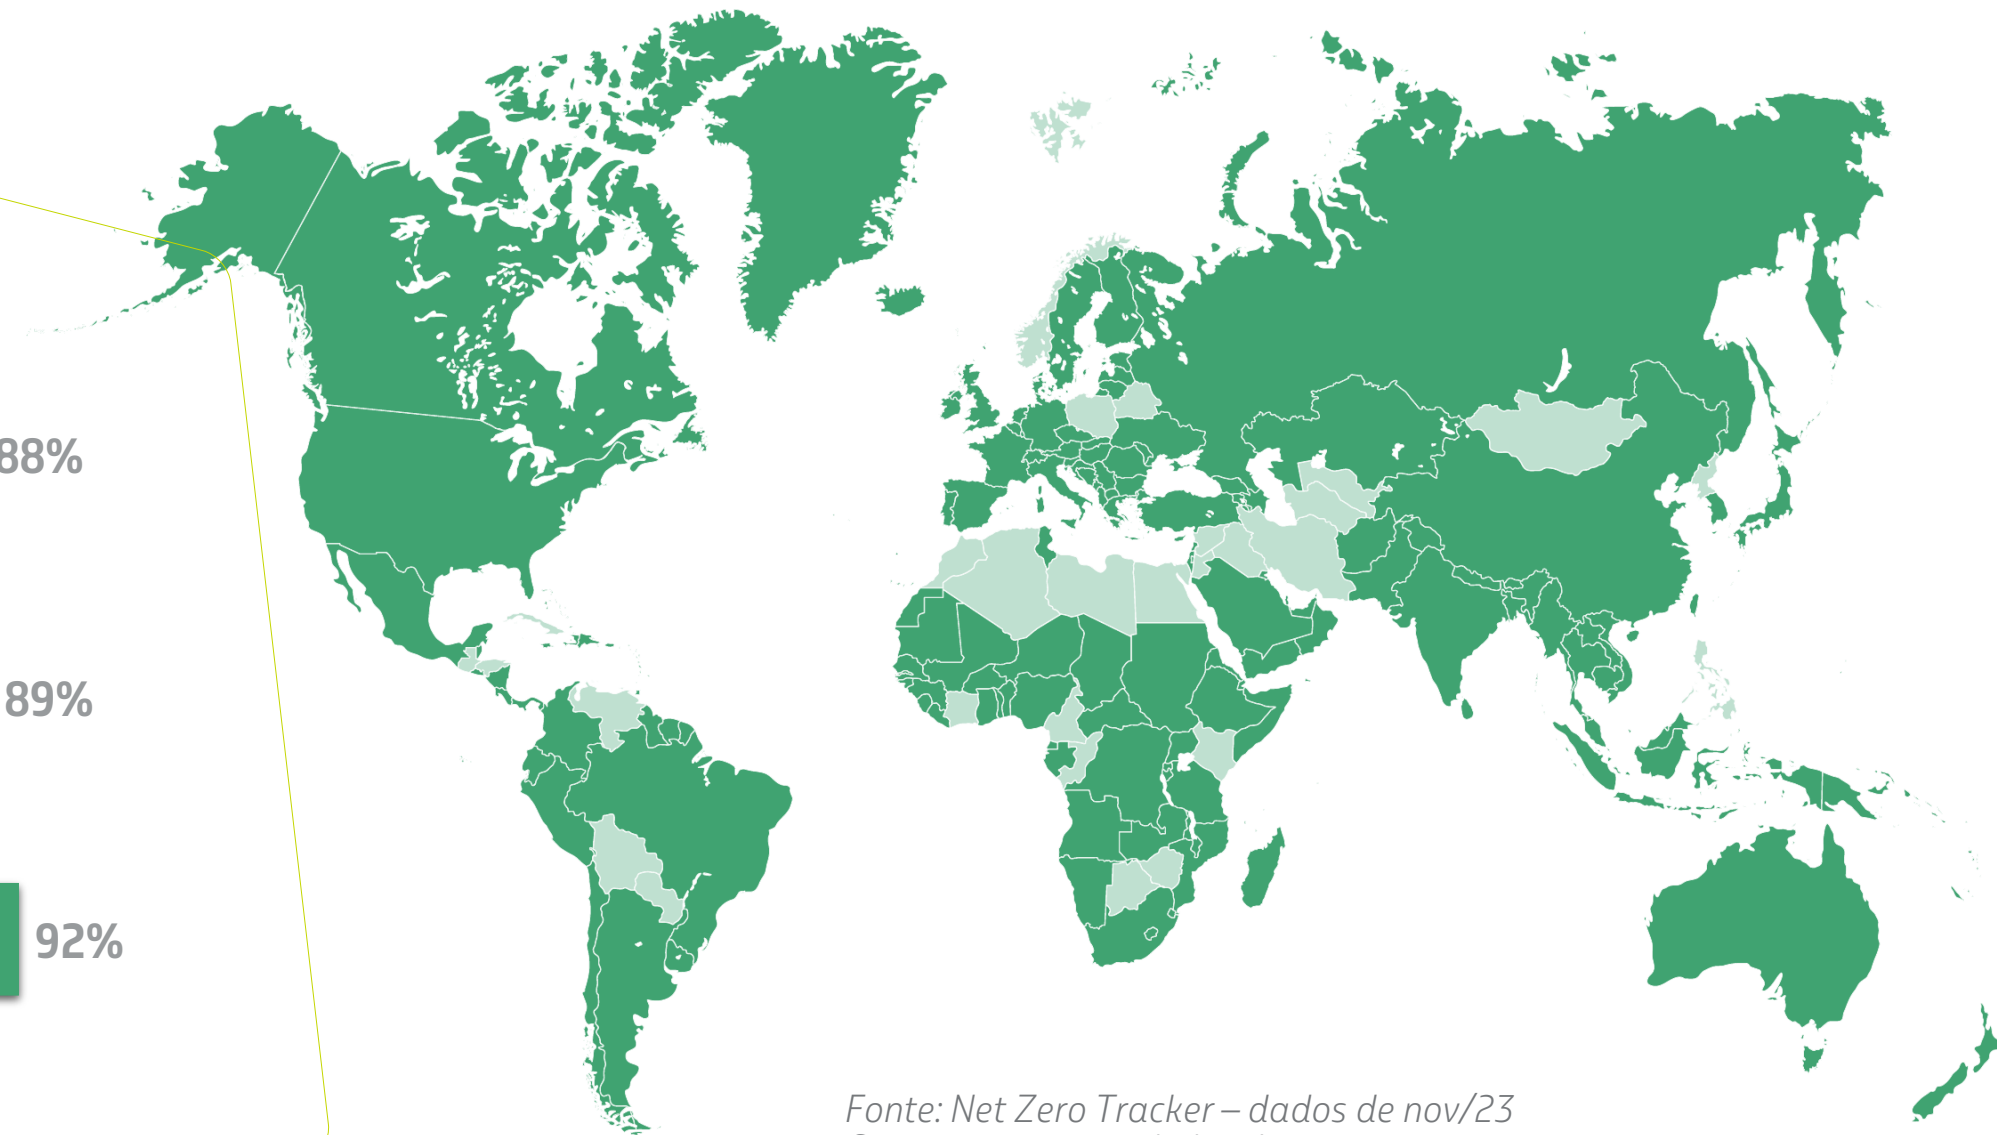 88%
89%
92%
Fonte: Net Zero Tracker – dados de nov/23